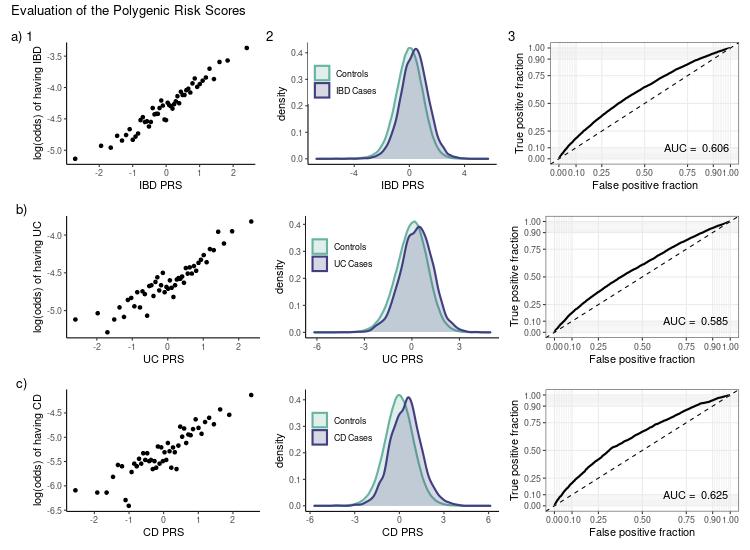 Evaluation of the Polygenic Risk Scores
a) 1
2
3
log(odds) of having IBD
-3.5
-4.0
-4.5
-5.0
-2
-1
0
1
2
IBD PRS
density
0.4
0.3
0.2
0.1
0.0
Controls
IBD Cases
-4
0
4
IBD PRS
True positive fraction
1.00
0.90
0.75
0.50
0.25
0.10
0.00
AUC = 0.606
0.00 0.10 0.25 0.50 0.75 0.90 1.00
False positive fraction
b)
log(odds) of having UC
-4.0
-4.5
-5.0
-2
-1
0
1
2
UC PRS
density
0.4
0.3
0.2
0.1
0.0
Controls
UC Cases
-6
-3
0
3
UC PRS
True positive fraction
1.00
0.90
0.75
0.50
0.25
0.10
0.00
AUC = 0.585
0.00 0.10 0.25 0.50 0.75 0.90 1.00
False positive fraction
c)
log(odds) of having CD
-4.5
-5.0
-5.5
-6.0
-6.5
-2
-1
0
1
2
CD PRS
density
0.4
0.3
0.2
0.1
0.0
Controls
CD Cases
-6
-3
0
3
6
CD PRS
True positive fraction
1.00
0.90
0.75
0.50
0.25
0.10
0.00
AUC = 0.625
0.00 0.10 0.25 0.50 0.75 0.90 1.00
False positive fraction